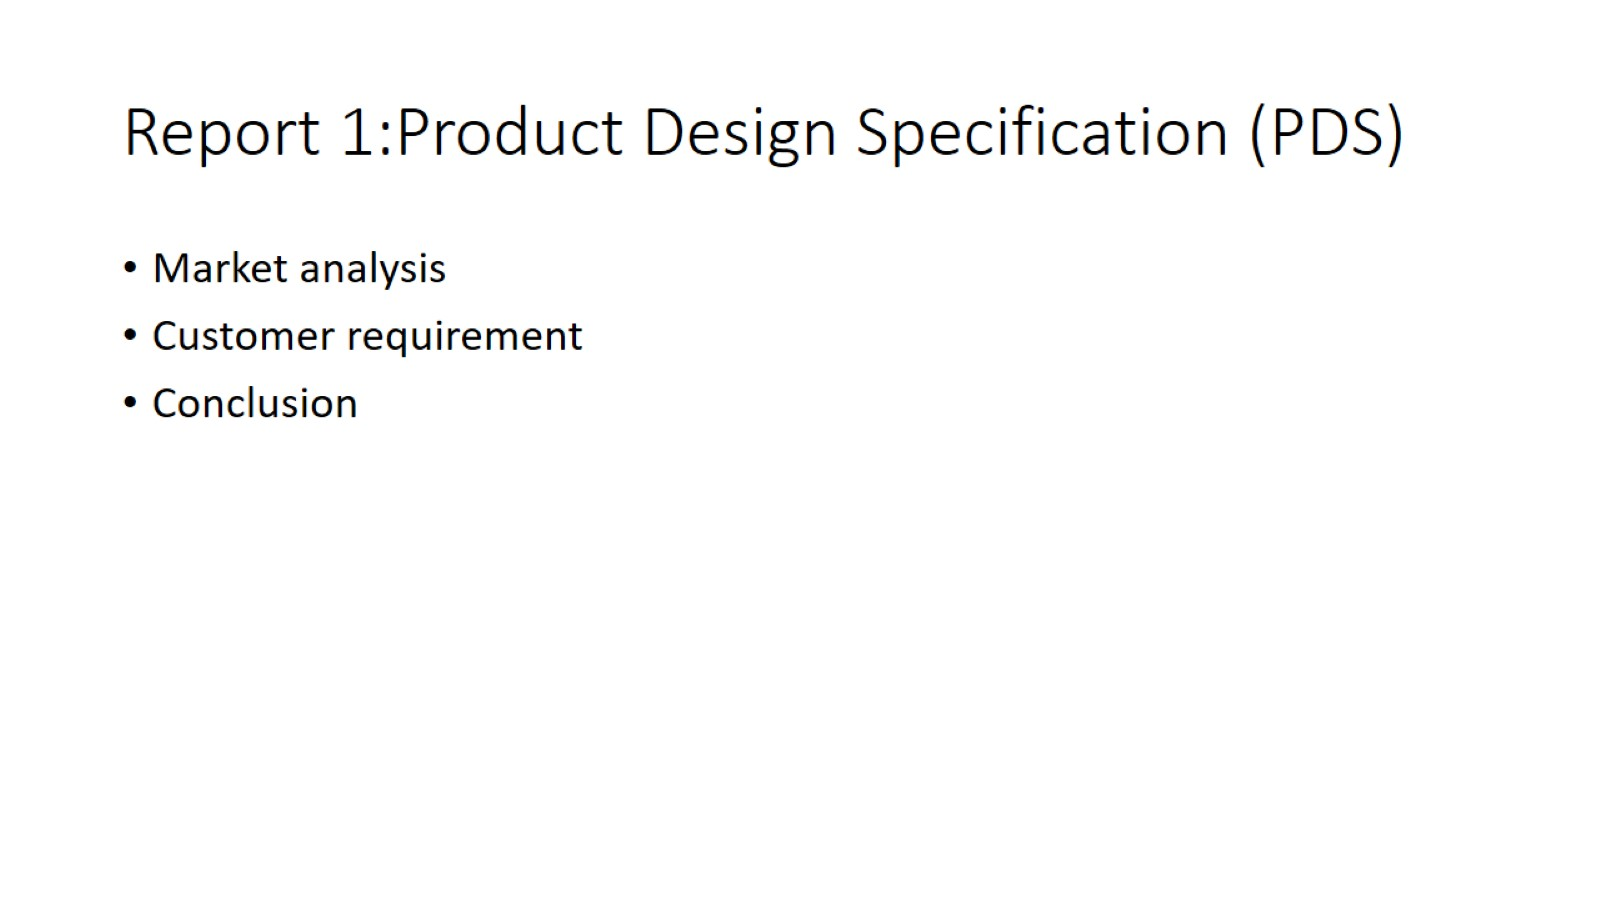 Report 1:Product Design Specification (PDS)
• Market analysis
• Customer requirement
• Conclusion